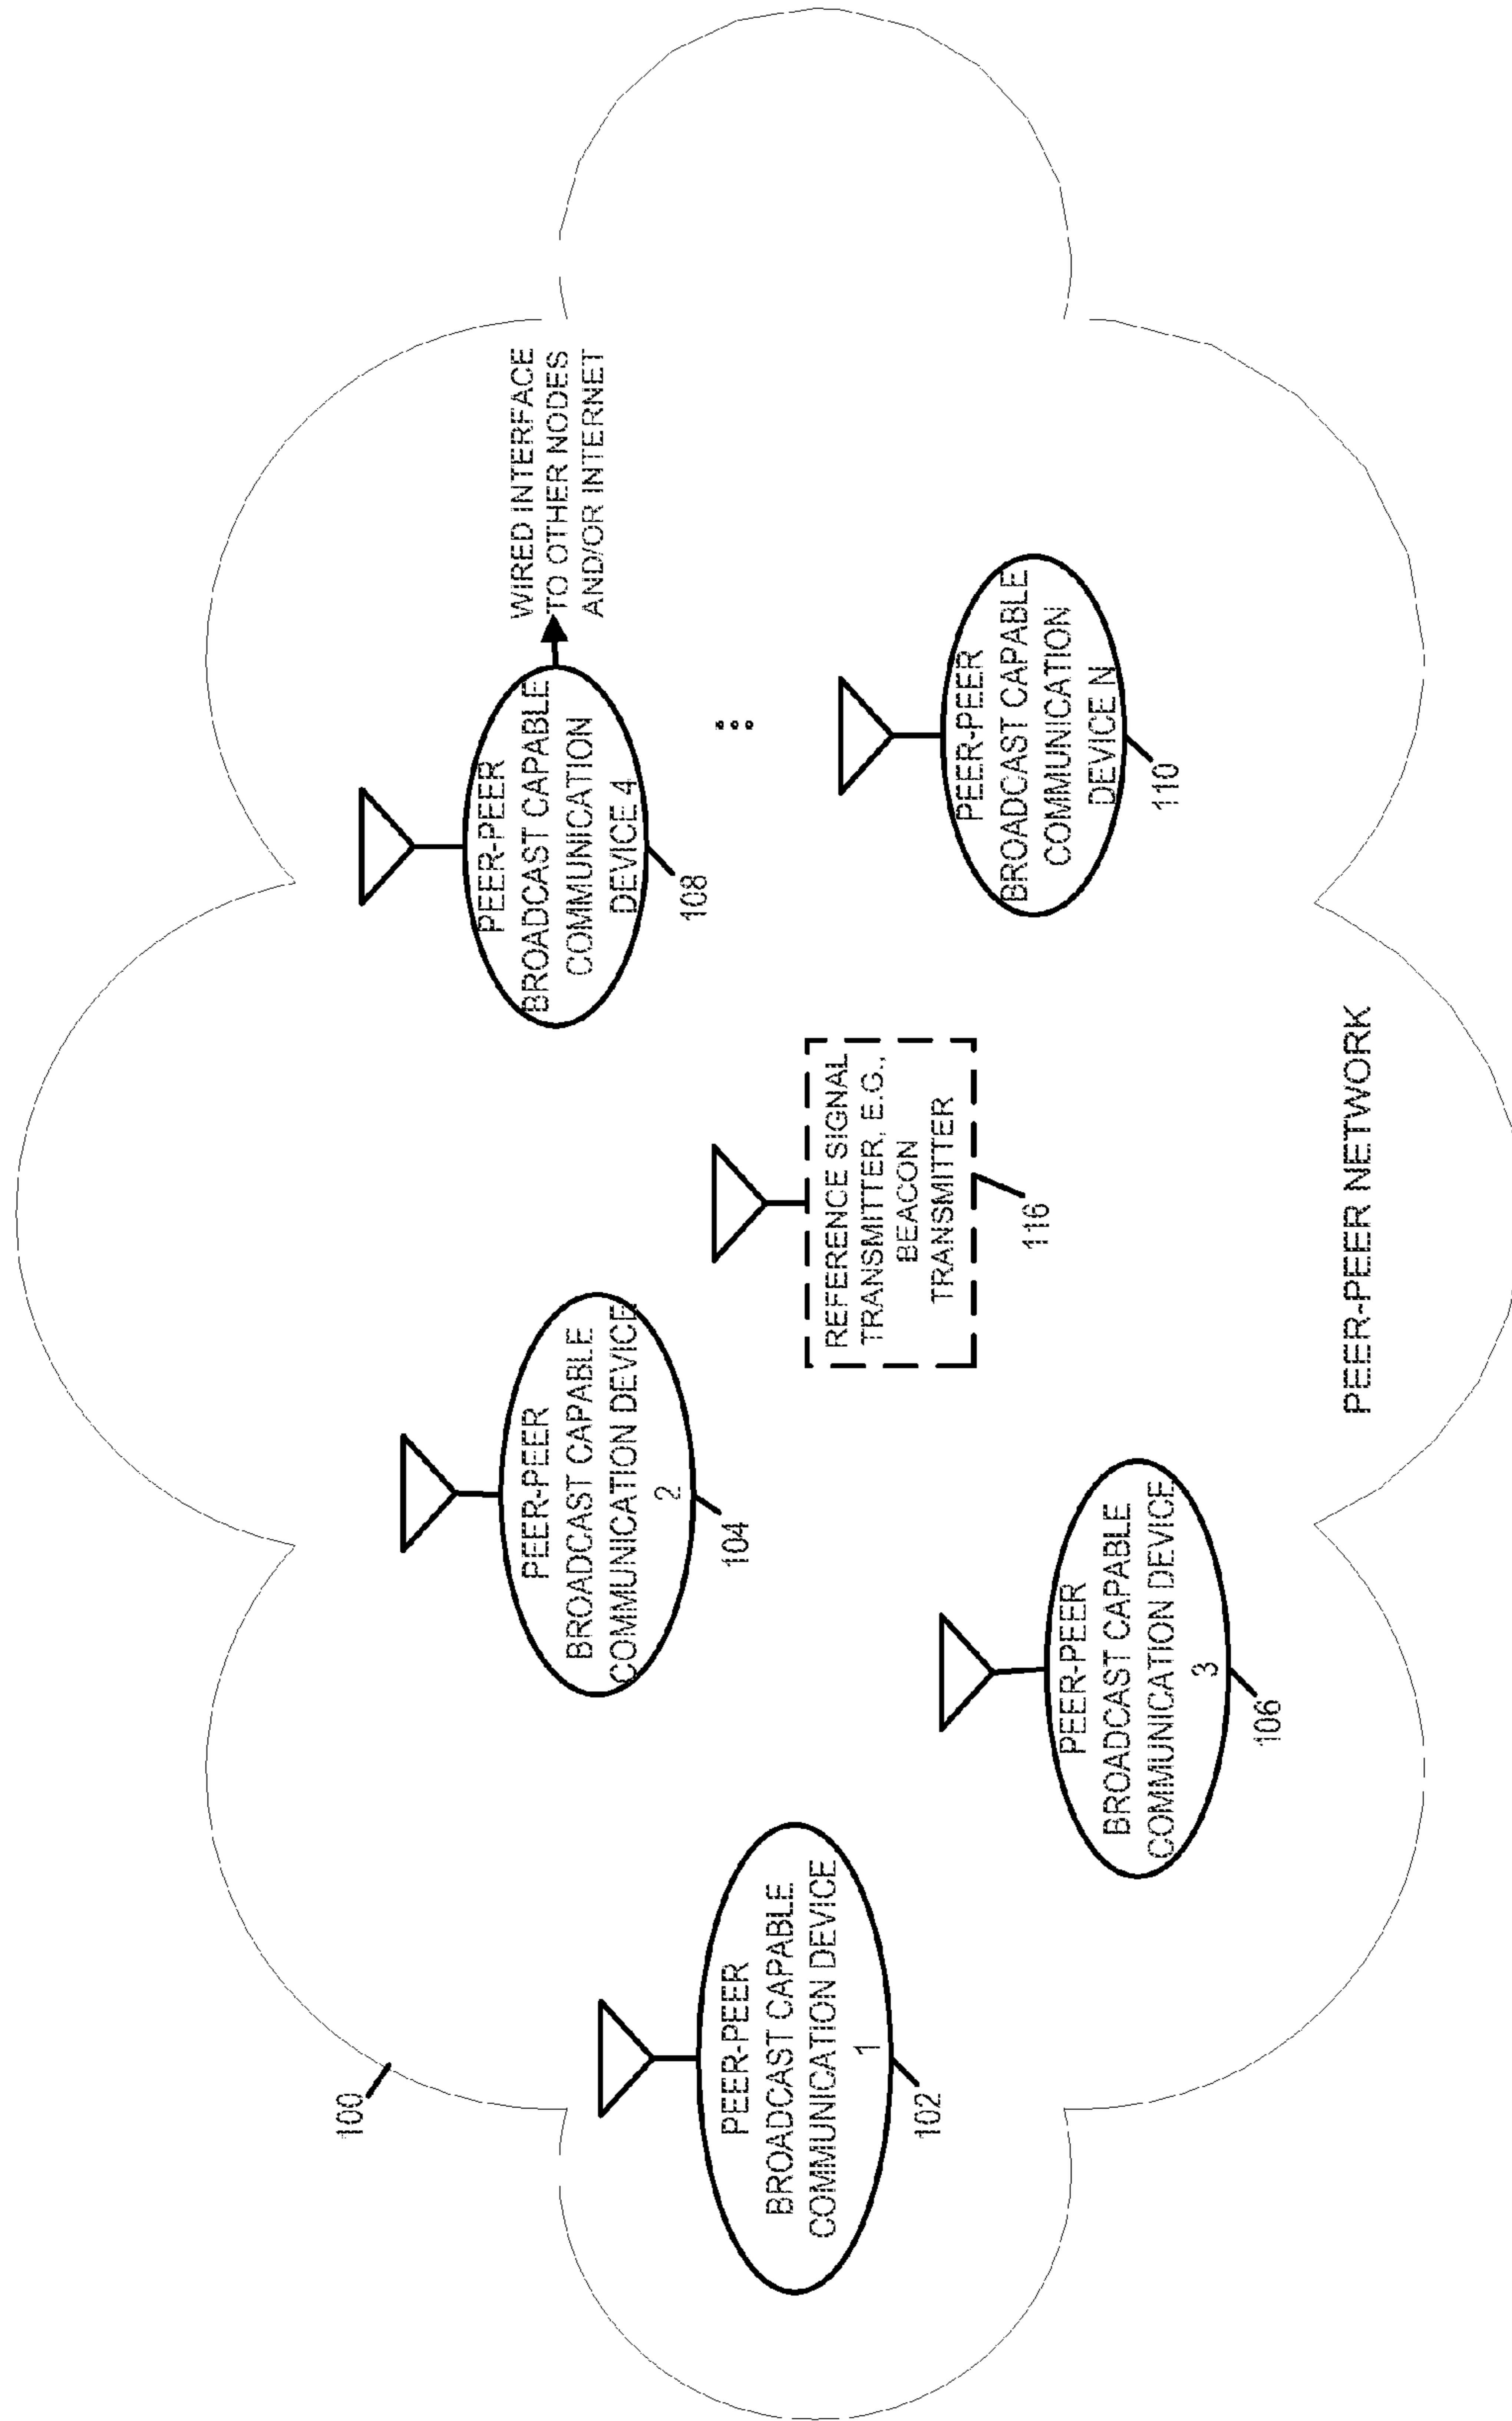 100
PEER-PEER
BROADCAST CAPABLE
COMMUNICATION DEVICE
1
102
PEER-PEER
BROADCAST CAPABLE
COMMUNICATION DEVICE
2
104
PEER-PEER
BROADCAST CAPABLE
COMMUNICATION DEVICE
3
106
REFERENCE SIGNAL
TRANSMITTER, E.G.,
BEACON
TRANSMITTER
116
PEER-PEER
BROADCAST CAPABLE
COMMUNICATION
DEVICE 4
108
WIRED INTERFACE
TO OTHER NODES
AND/OR INTERNET
PEER-PEER
BROADCAST CAPABLE
COMMUNICATION
DEVICE N
110
PEER-PEER NETWORK